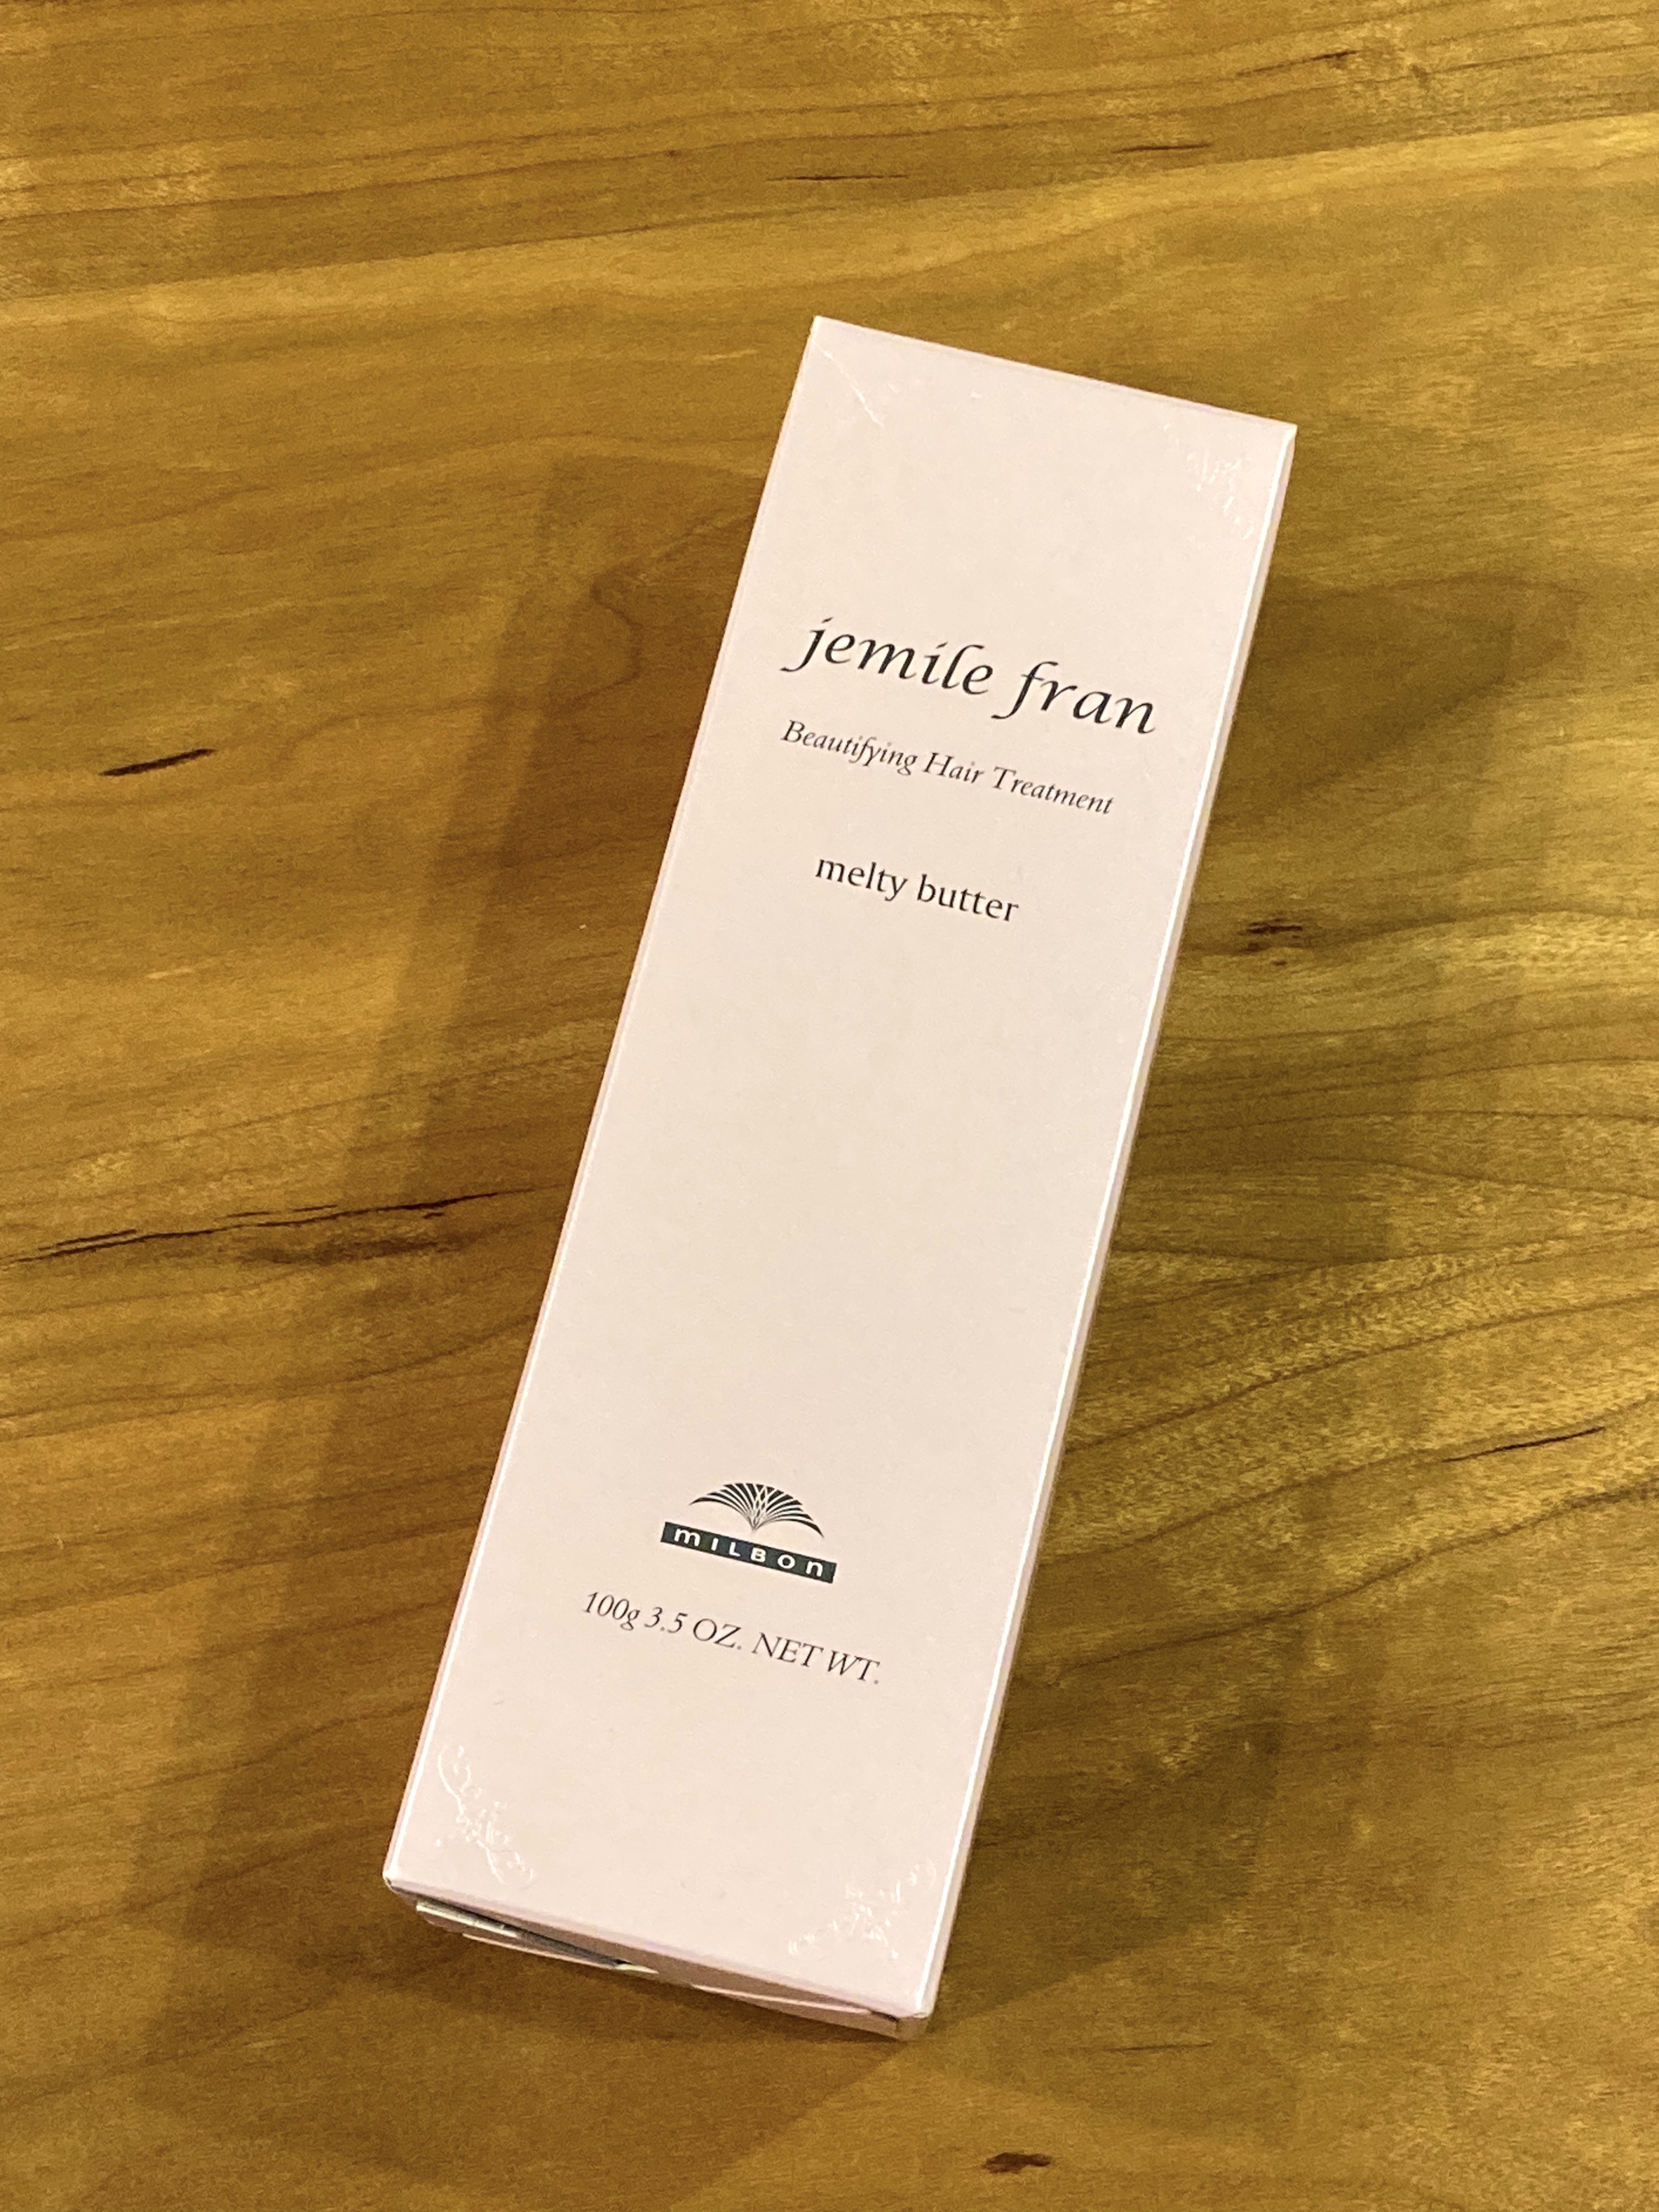 jemile fran
Beautifying Hair Treatment
melty butter
mILBon
100g 3.5 OZ. NET WT.